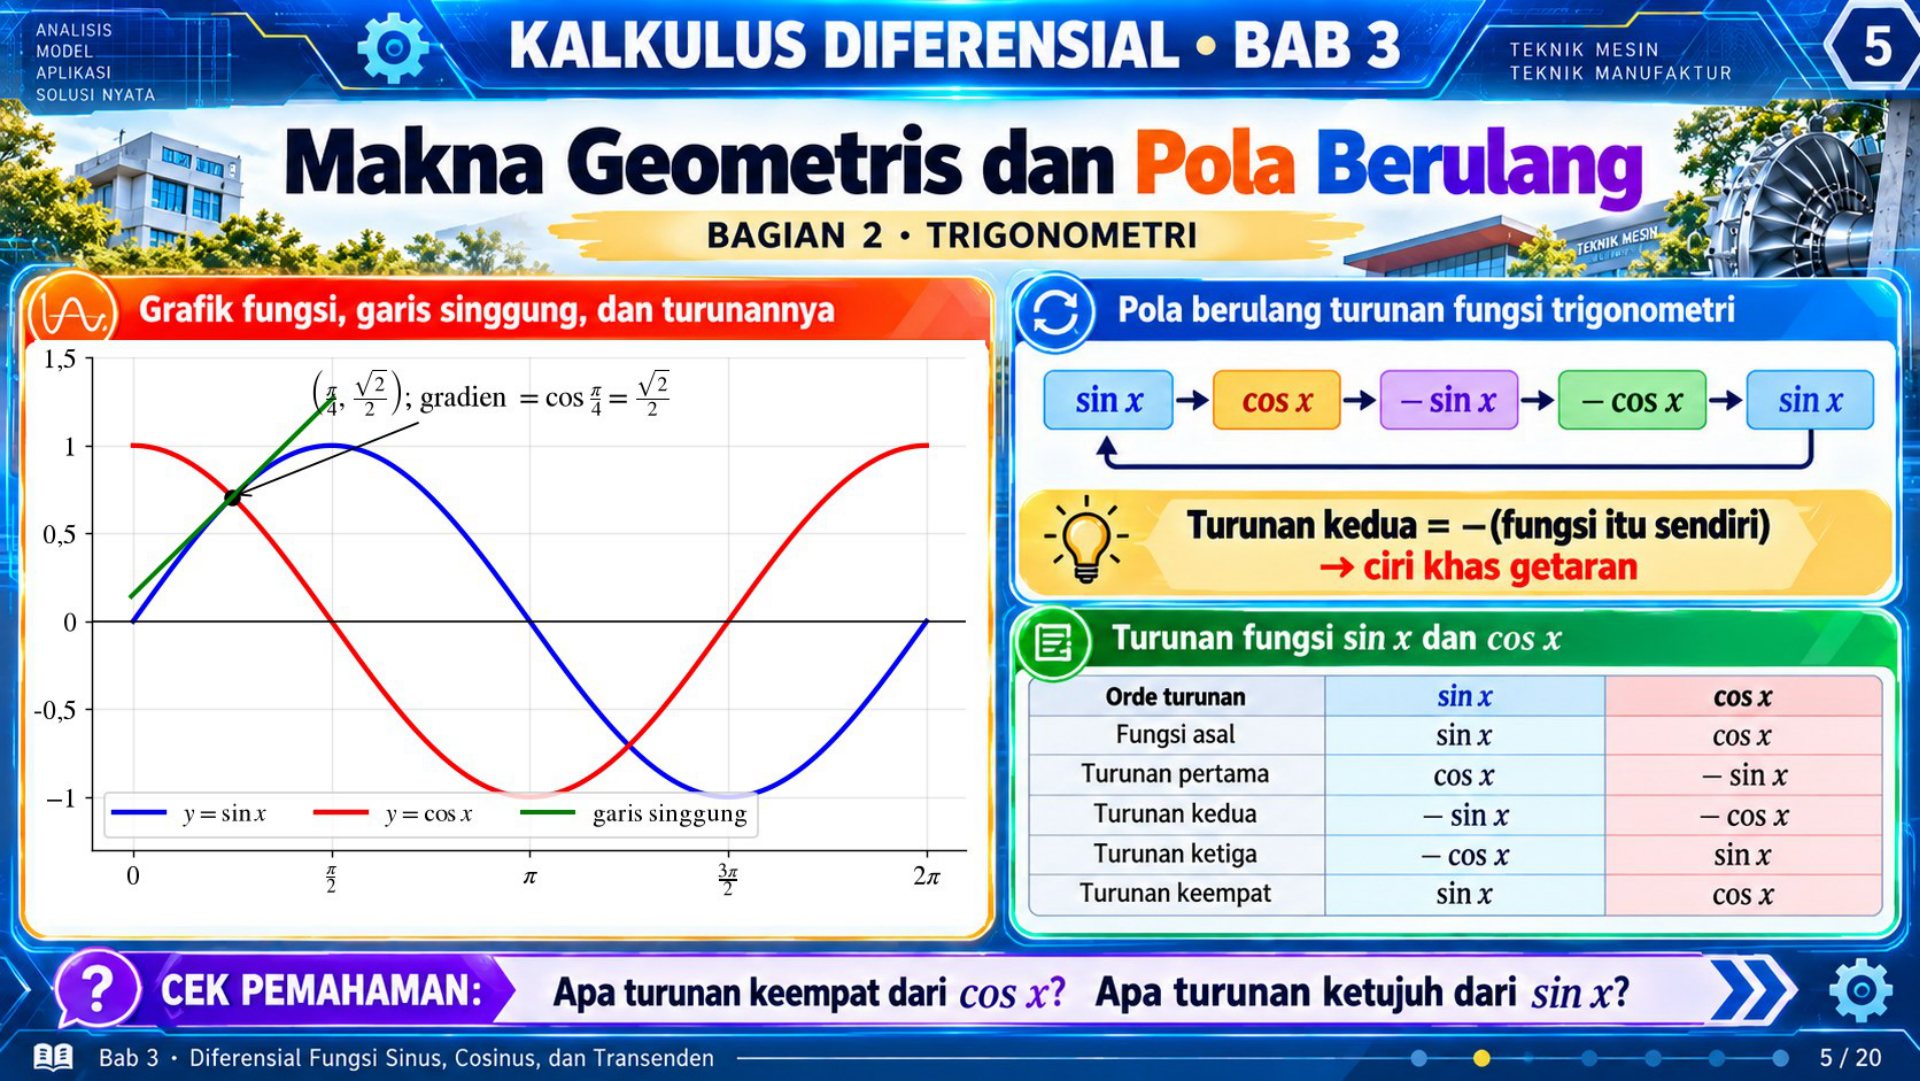 ANALISIS
MODEL
APLIKASI
SOLUSI NYATA
KALKULUS DIFERENSIAL • BAB 3
TEKNIK MESIN
TEKNIK MANUFAKTUR
5
Makna Geometris dan Pola Berulang
BAGIAN 2 • TRIGONOMETRI
TEKNIK MESIN
Grafik fungsi, garis singgung, dan turunannya
(π/4, √2/2); gradien = cos π/4 = √2/2
1,5
1
0,5
0
-0,5
−1
y = sin x
y = cos x
garis singgung
0 π/2 π 3π/2 2π
Pola berulang turunan fungsi trigonometri
sin x → cos x → − sin x → − cos x → sin x
Turunan kedua = −(fungsi itu sendiri)
→ ciri khas getaran
Turunan fungsi sin x dan cos x
Orde turunan sin x cos x
Fungsi asal sin x cos x
Turunan pertama cos x − sin x
Turunan kedua − sin x − cos x
Turunan ketiga − cos x sin x
Turunan keempat sin x cos x
? CEK PEMAHAMAN: Apa turunan keempat dari cos x? Apa turunan ketujuh dari sin x?
Bab 3 • Diferensial Fungsi Sinus, Cosinus, dan Transenden
5 / 20